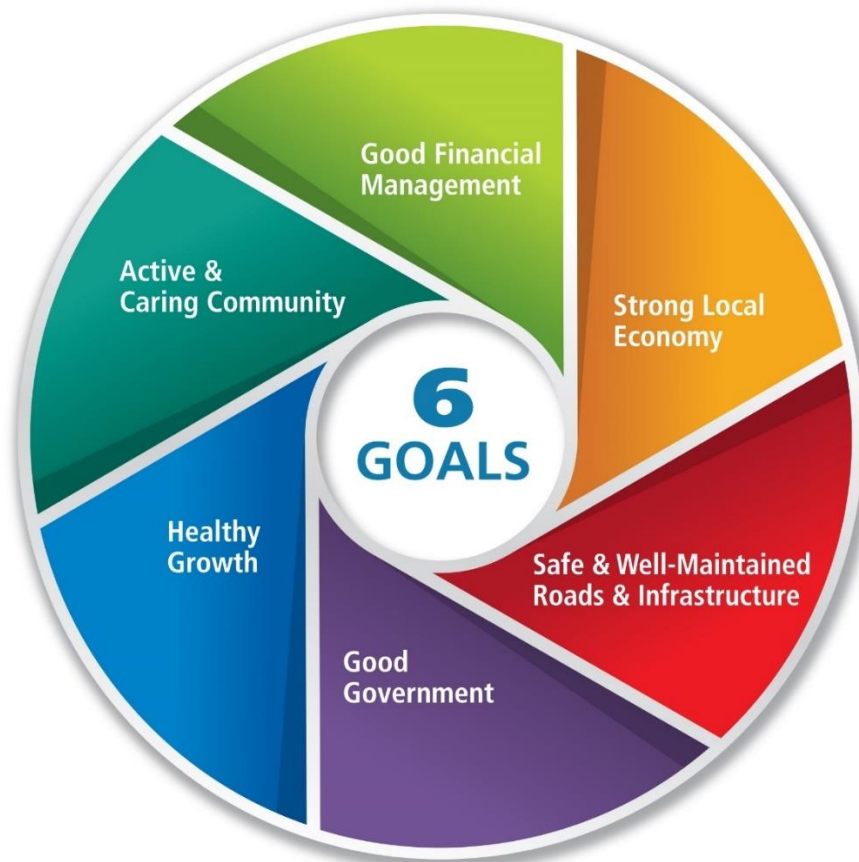 Good Financial
Management
Strong Local
Economy
Safe & Well-Maintained
Roads & Infrastructure
Good
Government
Healthy
Growth
Active &
Caring Community
6
GOALS